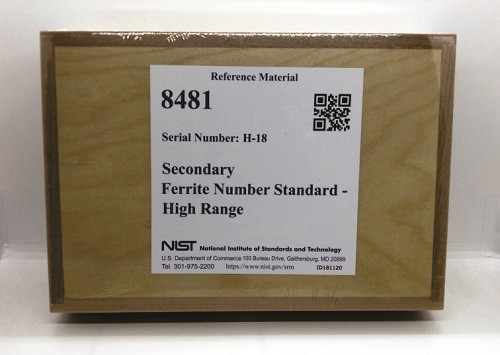 Reference Material
8481
Serial Number: H-18
Secondary
Ferrite Number Standard -
High Range
NIST National Institute of Standards and Technology
U.S. Department of Commerce 100 Bureau Drive, Gaithersburg, MD 20899
Tel. 301-975-2200 https://www.nist.gov/srm ID181120